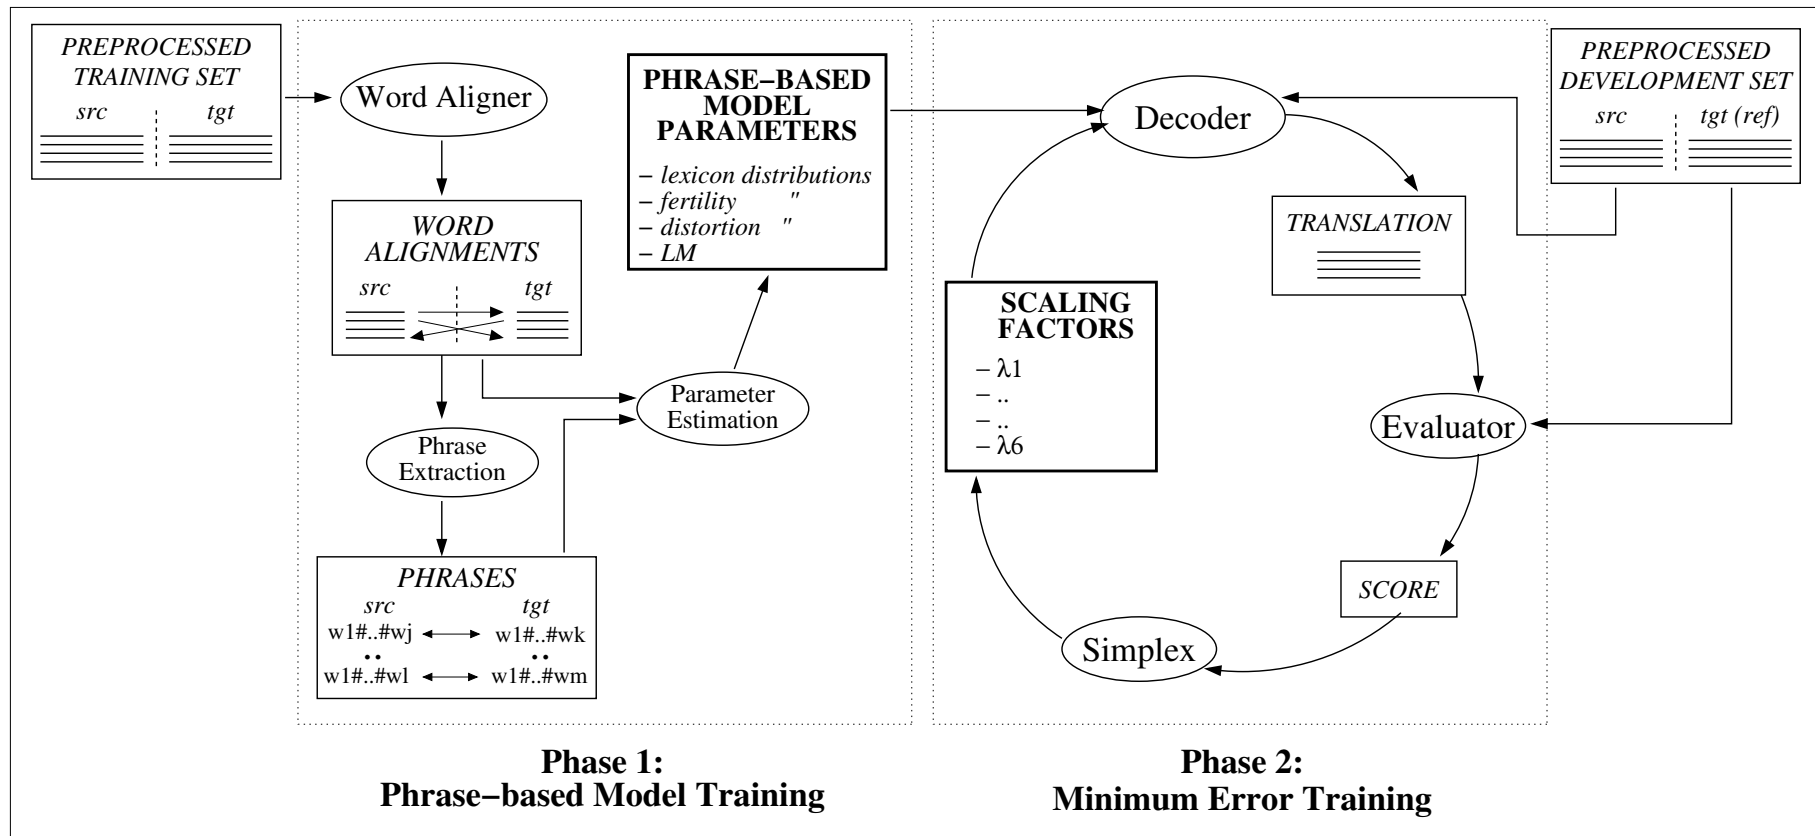 PREPROCESSED
TRAINING SET
src tgt
Word Aligner
WORD
ALIGNMENTS
src tgt
Phrase
Extraction
PHRASES
src tgt
w1#..#wj w1#..#wk
.. ..
w1#..#wl w1#..#wm
Parameter
Estimation
PHRASE–BASED
MODEL
PARAMETERS
– lexicon distributions
– fertility "
– distortion "
– LM
Phase 1:
Phrase–based Model Training
Decoder
PREPROCESSED
DEVELOPMENT SET
src tgt (ref)
TRANSLATION
Evaluator
SCORE
Simplex
SCALING
FACTORS
– λ1
– ..
– ..
– λ6
Phase 2:
Minimum Error Training